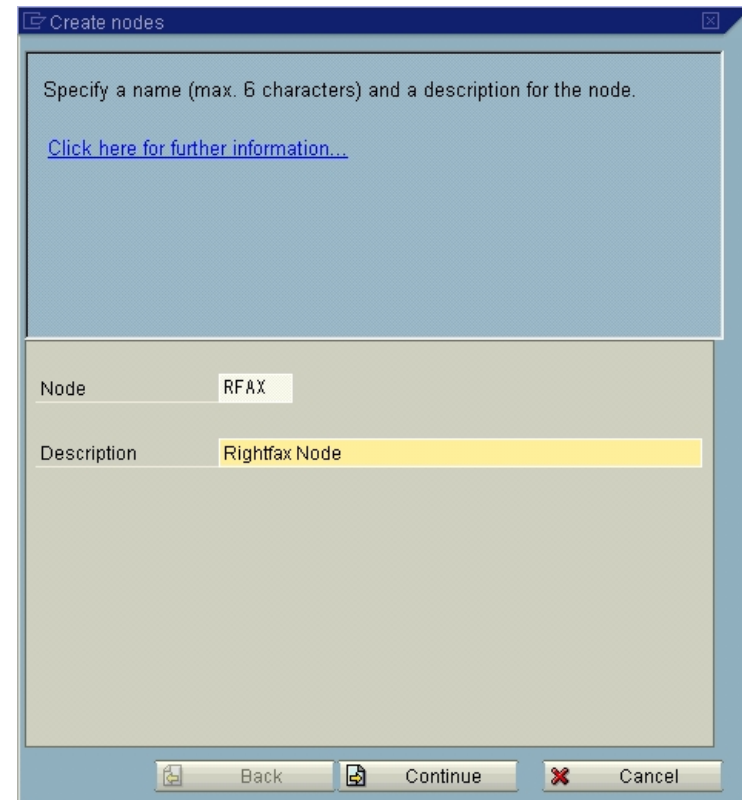 Create nodes
Specify a name (max. 6 characters) and a description for the node.
Click here for further information...
Node RFAX
Description Rightfax Node
Back Continue Cancel